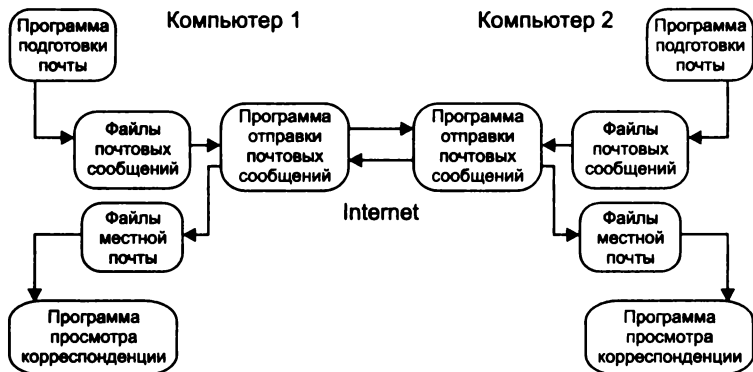 Программа
подготовки
почты
Компьютер 1
Компьютер 2
Программа
подготовки
почты
Файлы
почтовых
сообщений
Программа
отправки
почтовых
сообщений
Программа
отправки
почтовых
сообщений
Файлы
почтовых
сообщений
Internet
Файлы
местной
почты
Файлы
местной
почты
Программа
просмотра
корреспонденции
Программа
просмотра
корреспонденции